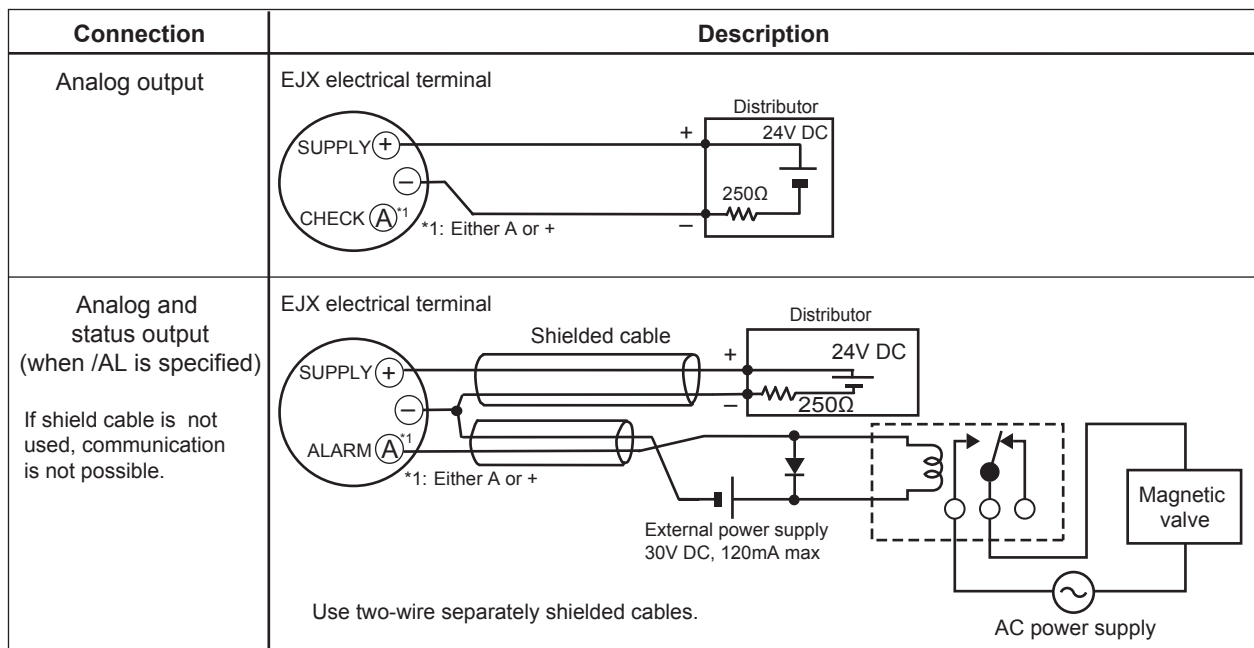 Connection
Description
Analog output
EJX electrical terminal
Distributor
SUPPLY +
+
24V DC
−
250Ω
CHECK A *1
*1: Either A or +
−
Analog and
status output
(when /AL is specified)
If shield cable is not
used, communication
is not possible.
EJX electrical terminal
Shielded cable
Distributor
SUPPLY +
+
24V DC
−
−
250Ω
ALARM A *1
*1: Either A or +
External power supply
30V DC, 120mA max
Magnetic
valve
Use two-wire separately shielded cables.
AC power supply